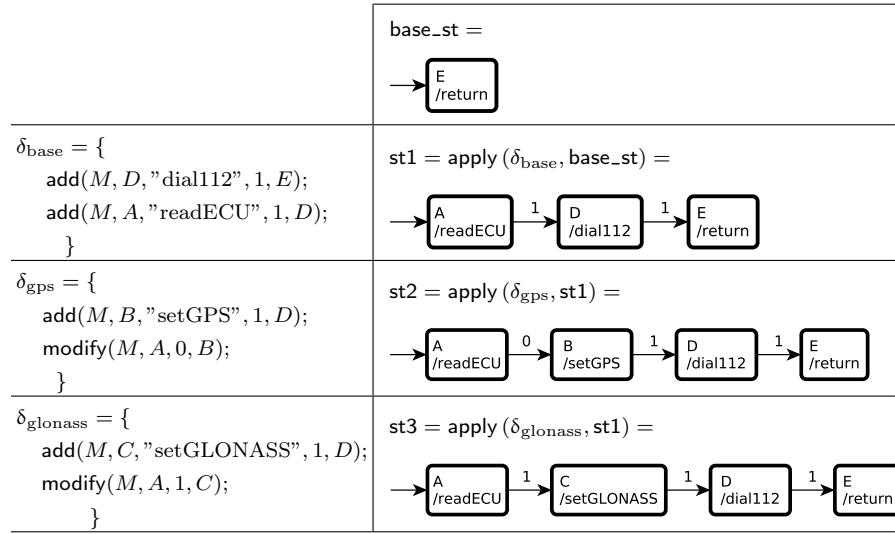 base_st =
E
/return
δbase = {
add(M, D, ”dial112”, 1, E);
add(M, A, ”readECU”, 1, D);
}
st1 = apply (δbase, base_st) =
A
/readECU
1
D
/dial112
1
E
/return
δgps = {
add(M, B, ”setGPS”, 1, D);
modify(M, A, 0, B);
}
st2 = apply (δgps, st1) =
A
/readECU
0
B
/setGPS
1
D
/dial112
1
E
/return
δglonass = {
add(M, C, ”setGLONASS”, 1, D);
modify(M, A, 1, C);
}
st3 = apply (δglonass, st1) =
A
/readECU
1
C
/setGLONASS
1
D
/dial112
1
E
/return